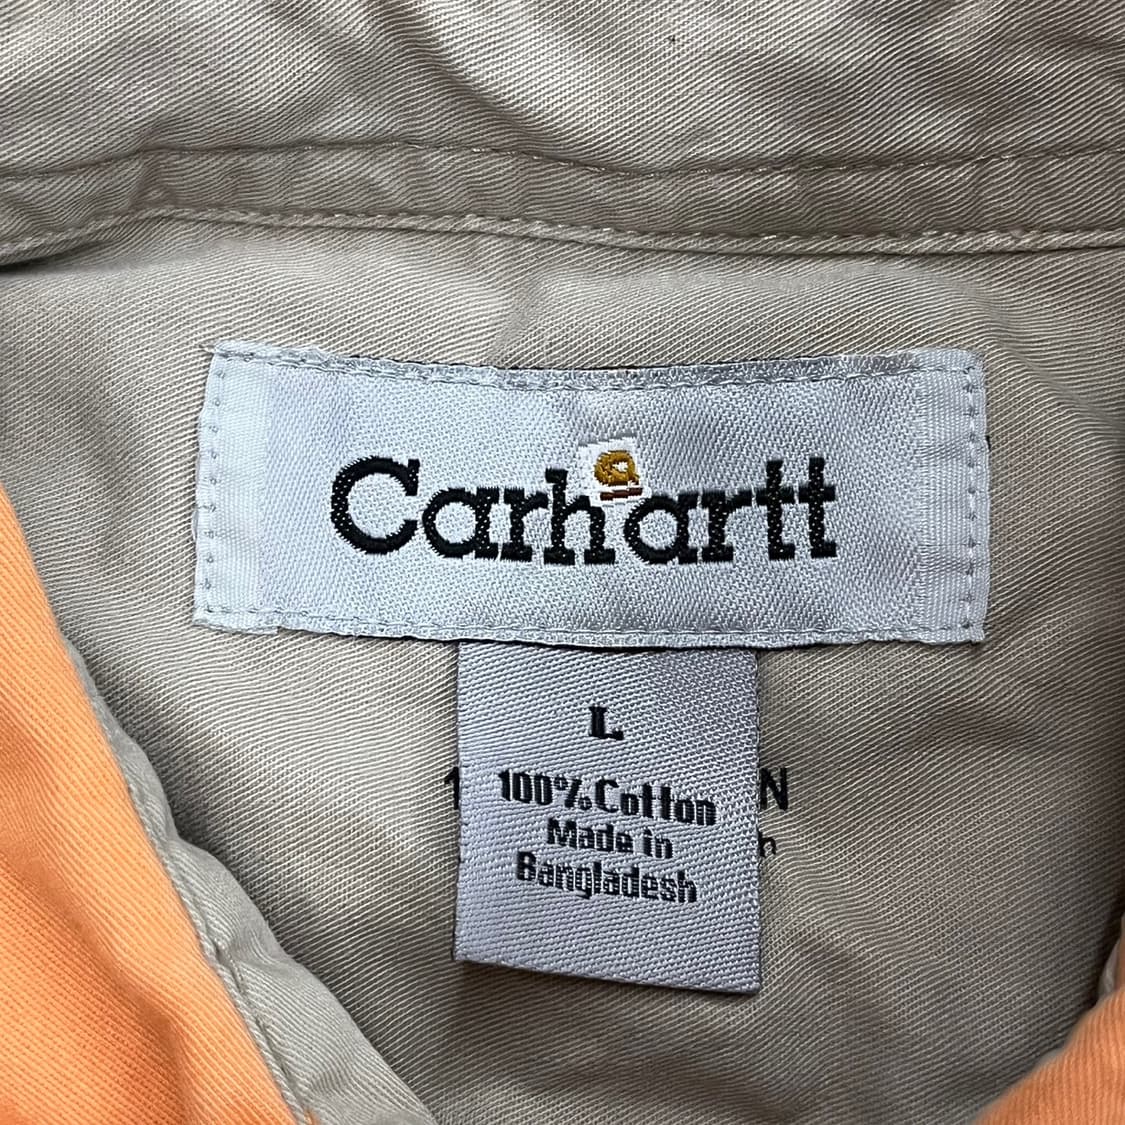 Carhartt
L
100% Cotton
Made in
Bangladesh